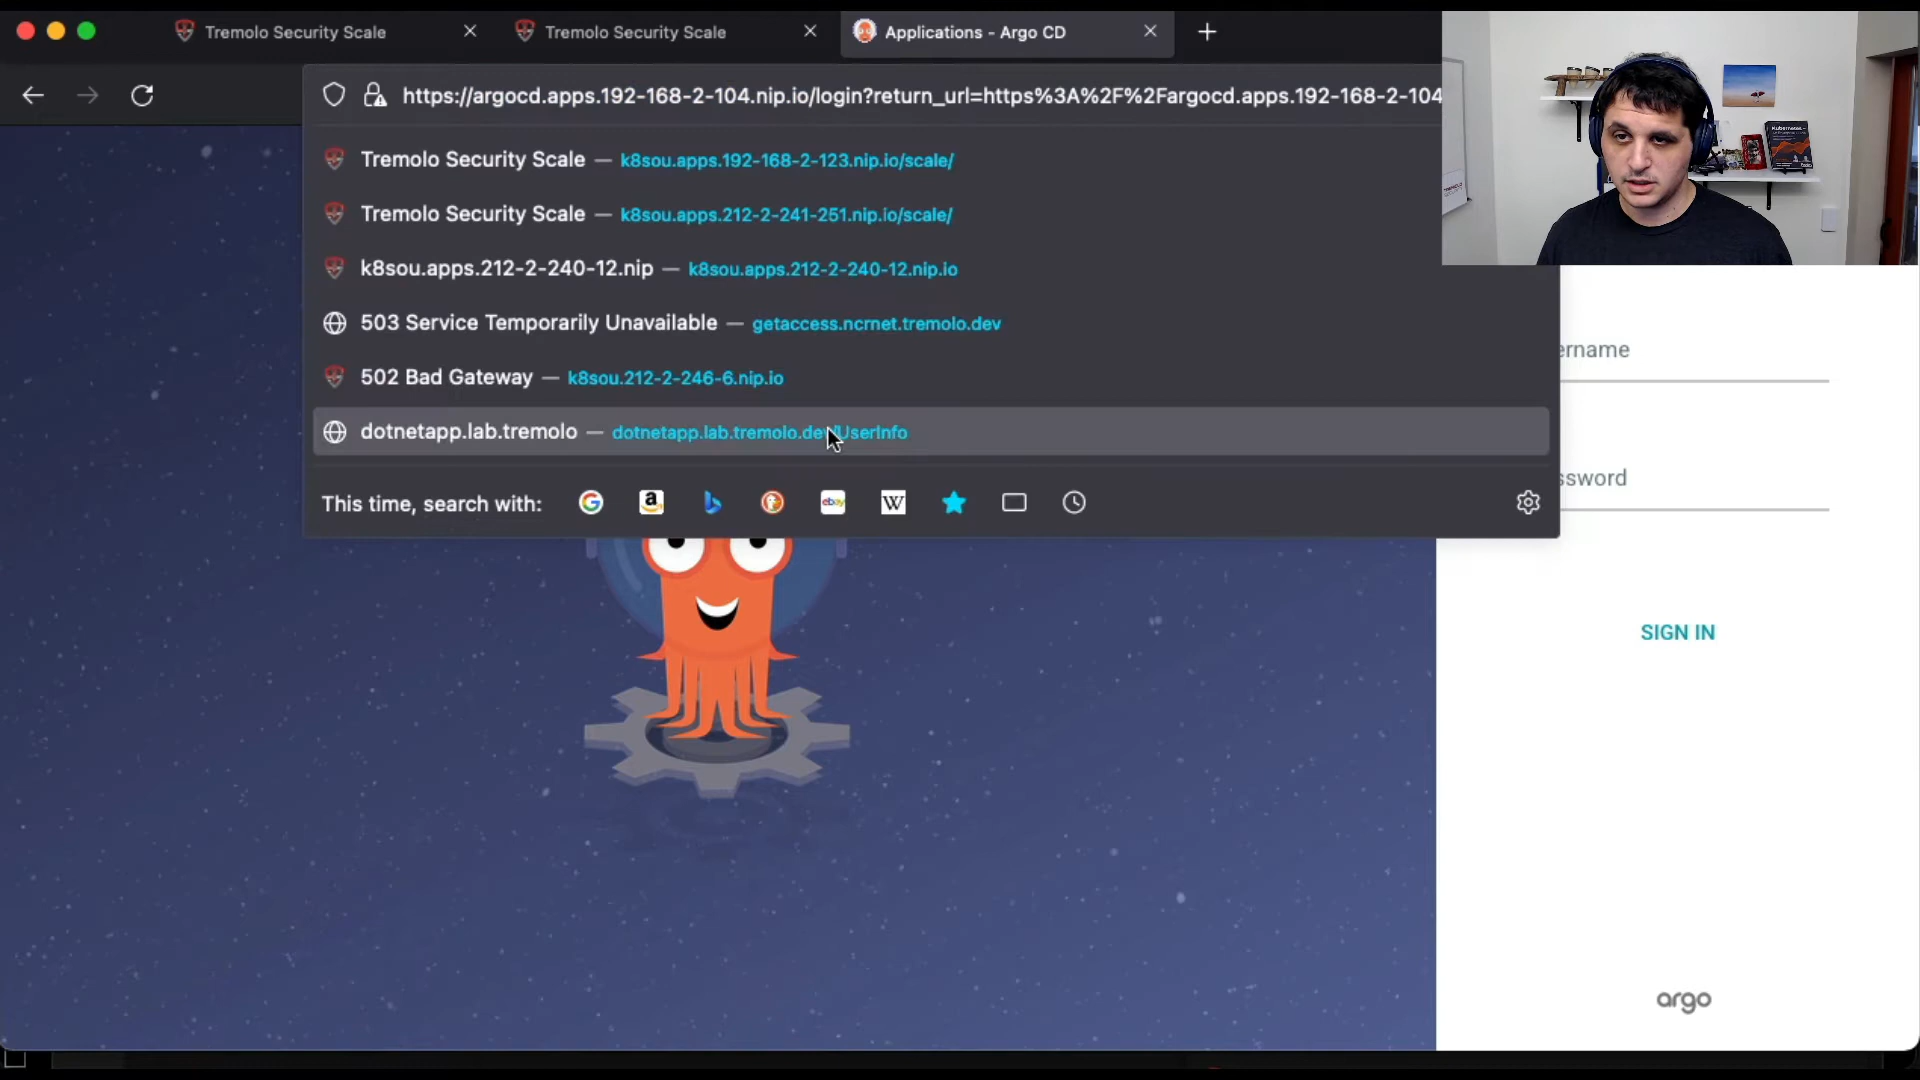 Tremolo Security Scale
Tremolo Security Scale
Applications - Argo CD
https://argocd.apps.192-168-2-104.nip.io/login?return_url=https%3A%2F%2Fargocd.apps.192-168-2-104
Tremolo Security Scale — k8sou.apps.192-168-2-123.nip.io/scale/
Tremolo Security Scale — k8sou.apps.212-2-241-251.nip.io/scale/
k8sou.apps.212-2-240-12.nip — k8sou.apps.212-2-240-12.nip.io
503 Service Temporarily Unavailable — getaccess.ncrnet.tremolo.dev
502 Bad Gateway — k8sou.212-2-246-6.nip.io
dotnetapp.lab.tremolo — dotnetapp.lab.tremolo.dev/UserInfo
This time, search with:
G
a
ebay
W
ername
ssword
SIGN IN
argo
Kubernetes